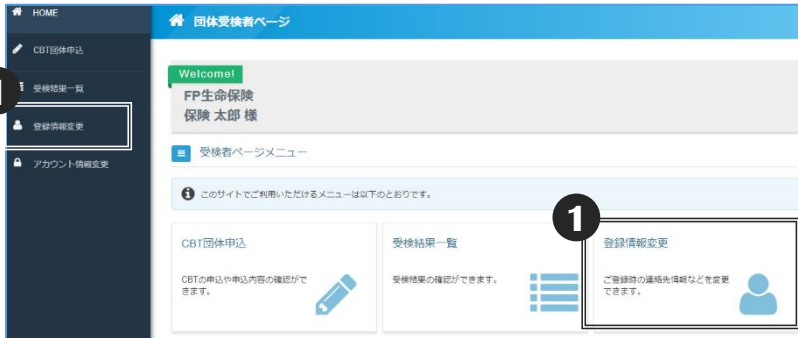 HOME
CBT団体申込
受検結果一覧
登録情報変更
アカウント情報変更
団体受検者ページ
Welcome!
FP生命保険
保険 太郎 様
受検者ページメニュー
このサイトでご利用いただけるメニューは以下のとおりです。
1
CBT団体申込
CBTの申込や申込内容の確認がで
きます。
受検結果一覧
受検結果の確認ができます。
登録情報変更
ご登録時の連絡先情報などを変更
できます。